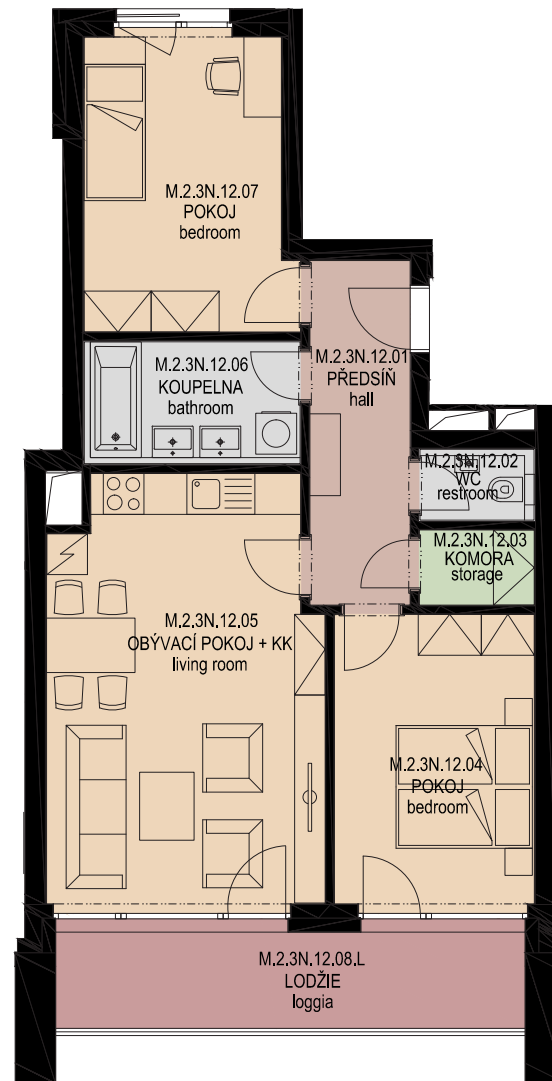 M.2.3N.12.07
POKOJ
bedroom
M.2.3N.12.06
KOUPELNA
bathroom
M.2.3N.12.01
PŘEDSÍŇ
hall
M.2.3N.12.02
WC
restroom
M.2.3N.12.03
KOMORA
storage
M.2.3N.12.05
OBÝVACÍ POKOJ + KK
living room
M.2.3N.12.04
POKOJ
bedroom
M.2.3N.12.08.L
LODŽIE
loggia